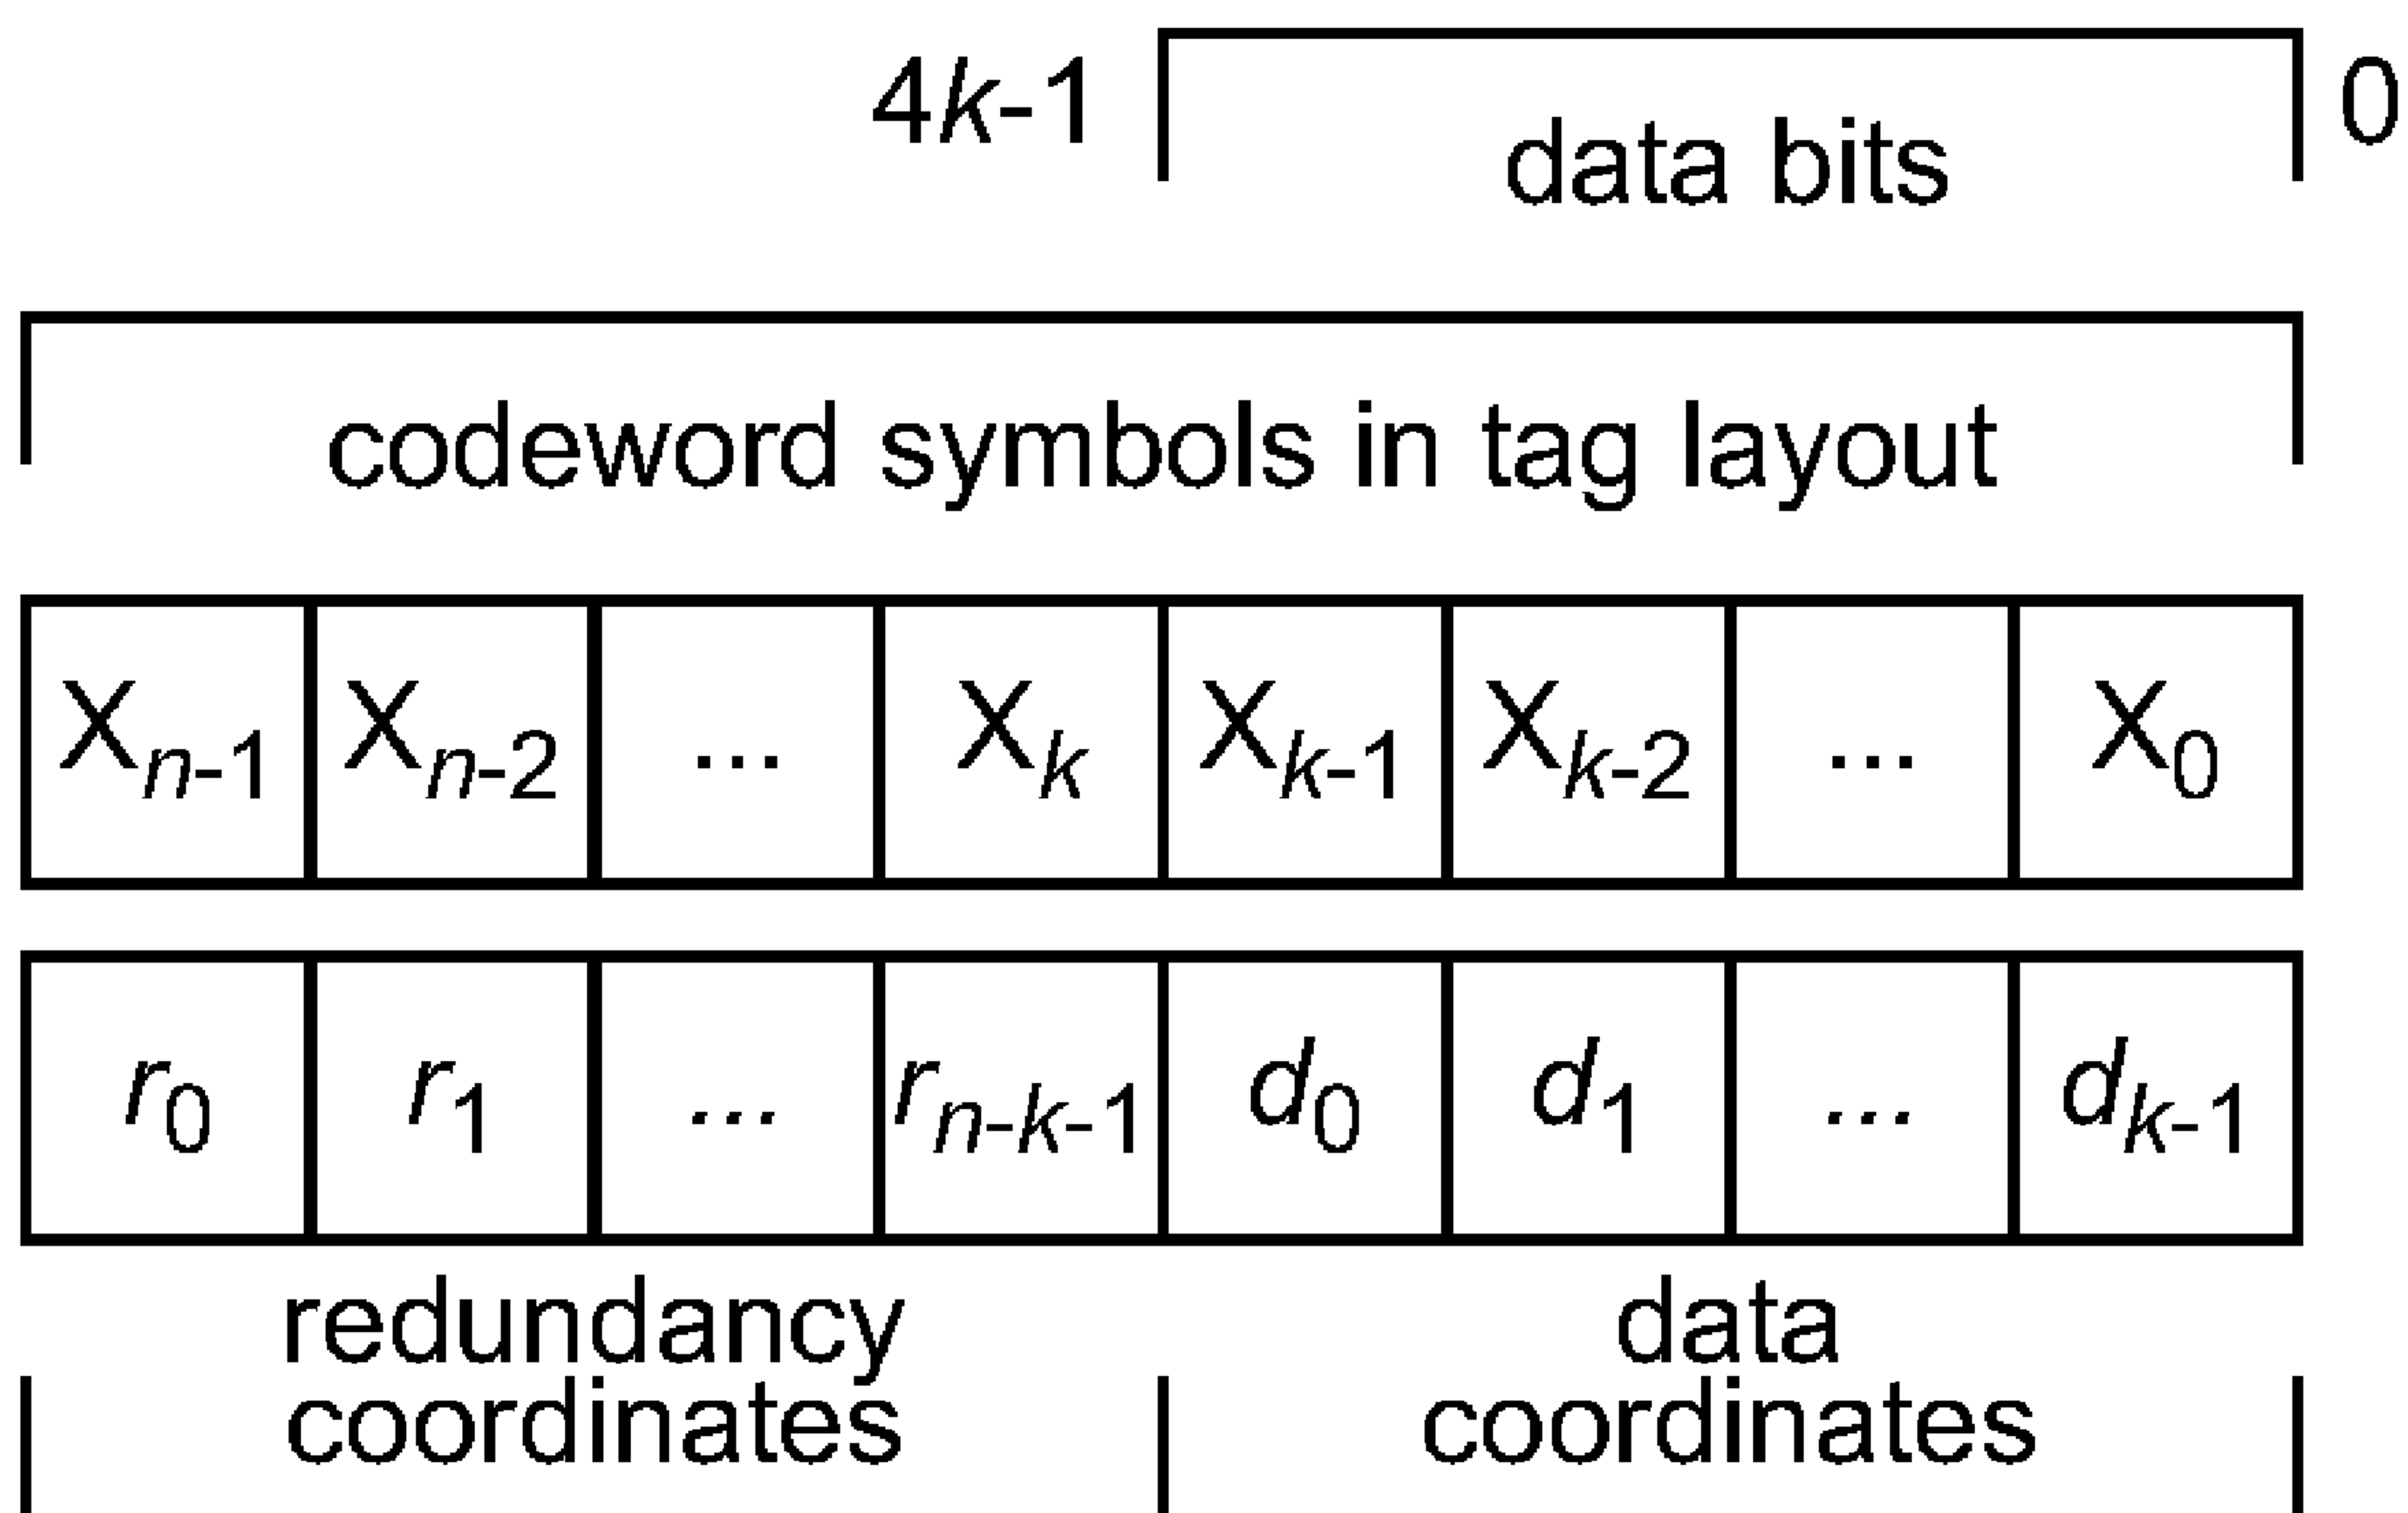 4k-1 data bits 0
codeword symbols in tag layout
Xn-1 Xn-2 ... Xk Xk-1 Xk-2 ... X0
r0 r1 ... rn-k-1 d0 d1 ... dk-1
redundancy data
coordinates coordinates